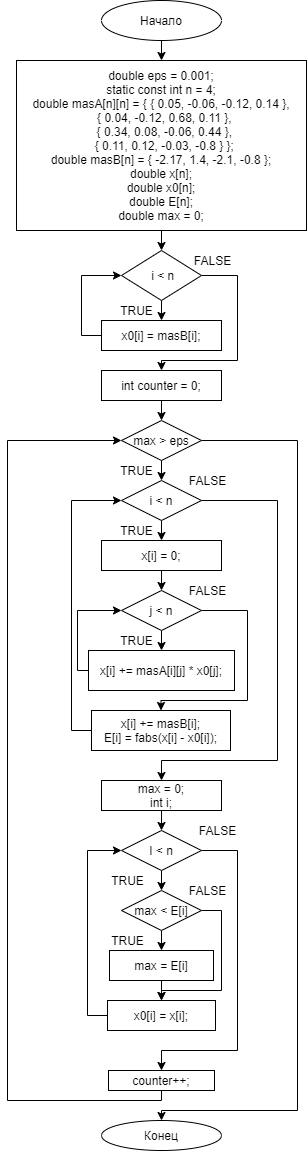 Начало
double eps = 0.001;
static const int n = 4;
double masA[n][n] = { { 0.05, -0.06, -0.12, 0.14 },
{ 0.04, -0.12, 0.68, 0.11 },
{ 0.34, 0.08, -0.06, 0.44 },
{ 0.11, 0.12, -0.03, -0.8 } };
double masB[n] = { -2.17, 1.4, -2.1, -0.8 };
double x[n];
double x0[n];
double E[n];
double max = 0;
FALSE
i < n
TRUE
x0[i] = masB[i];
int counter = 0;
max > eps
TRUE
FALSE
i < n
TRUE
x[i] = 0;
FALSE
j < n
TRUE
x[i] += masA[i][j] * x0[j];
x[i] += masB[i];
E[i] = fabs(x[i] - x0[i]);
max = 0;
int i;
FALSE
I < n
TRUE
FALSE
max < E[i]
TRUE
max = E[i]
x0[i] = x[i];
counter++;
Конец